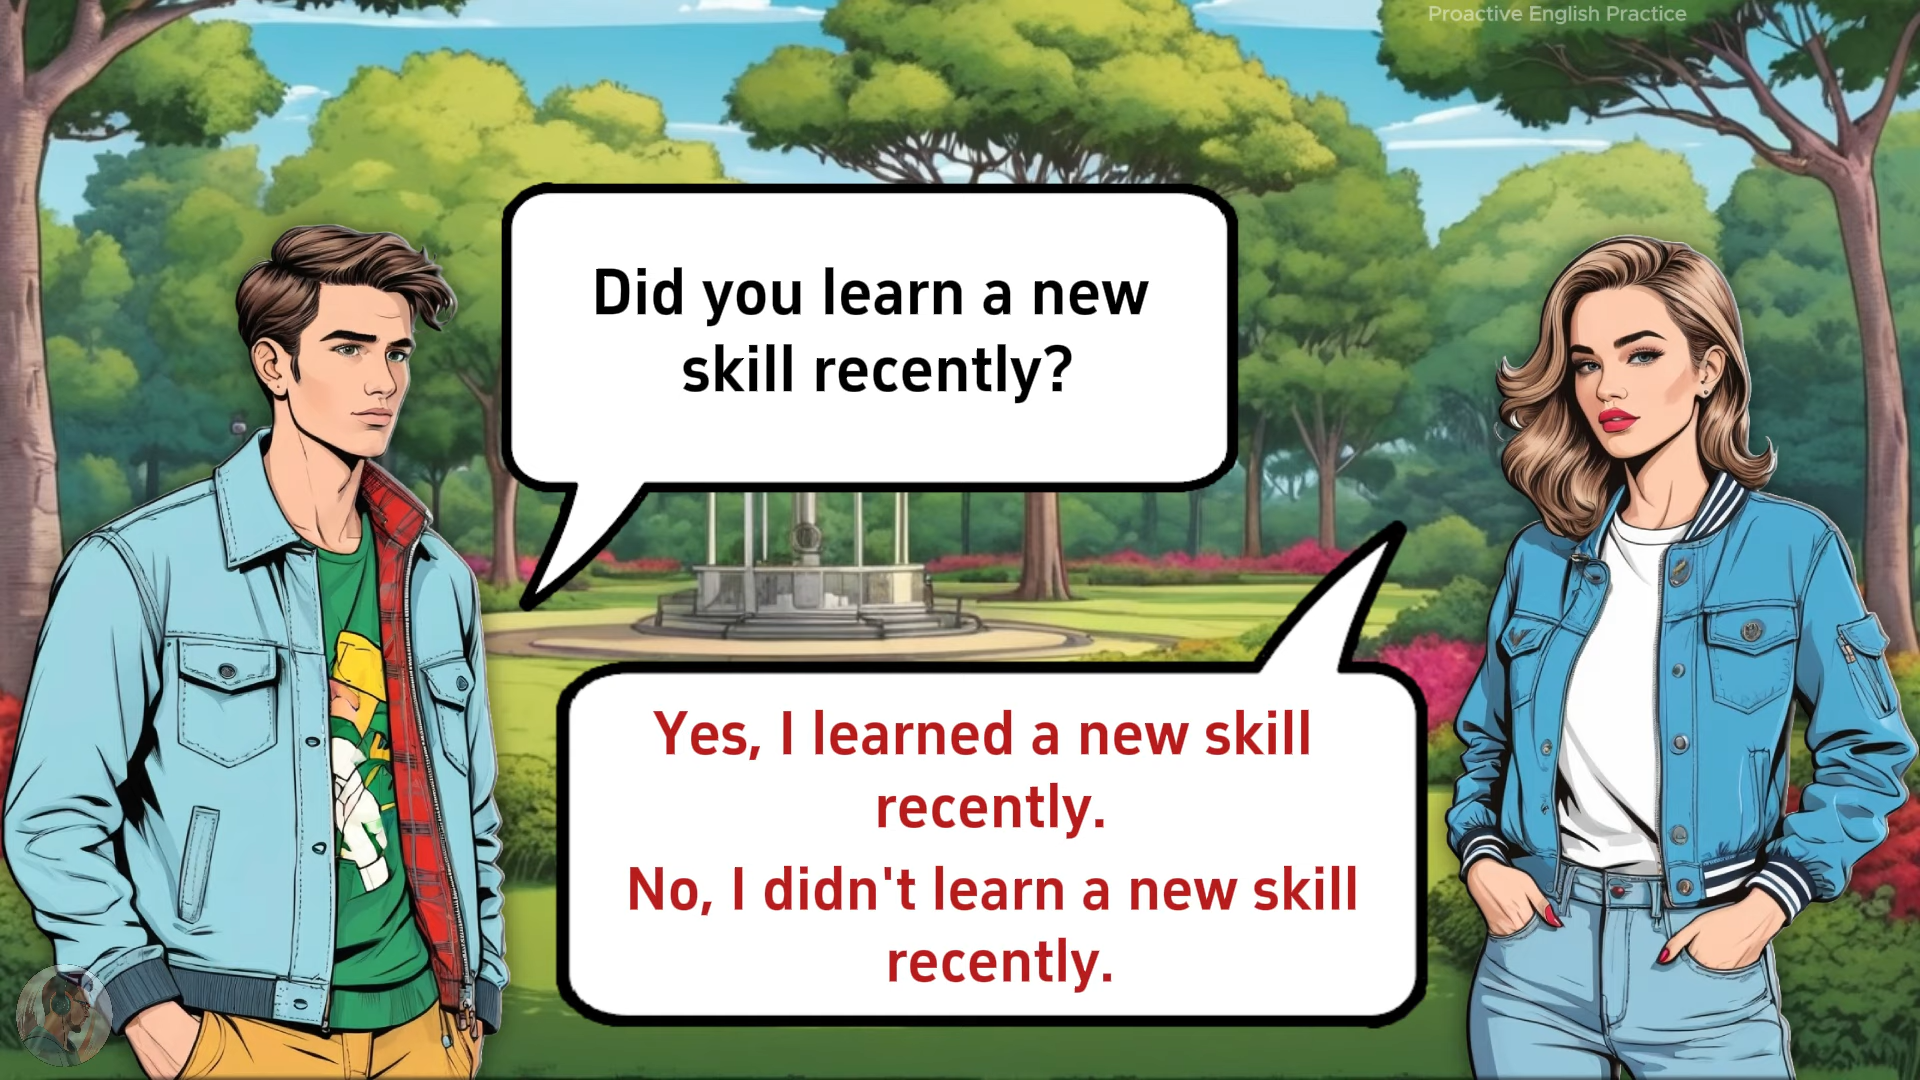 Proactive English Practice
Did you learn a new
skill recently?
Yes, I learned a new skill
recently.
No, I didn't learn a new skill
recently.